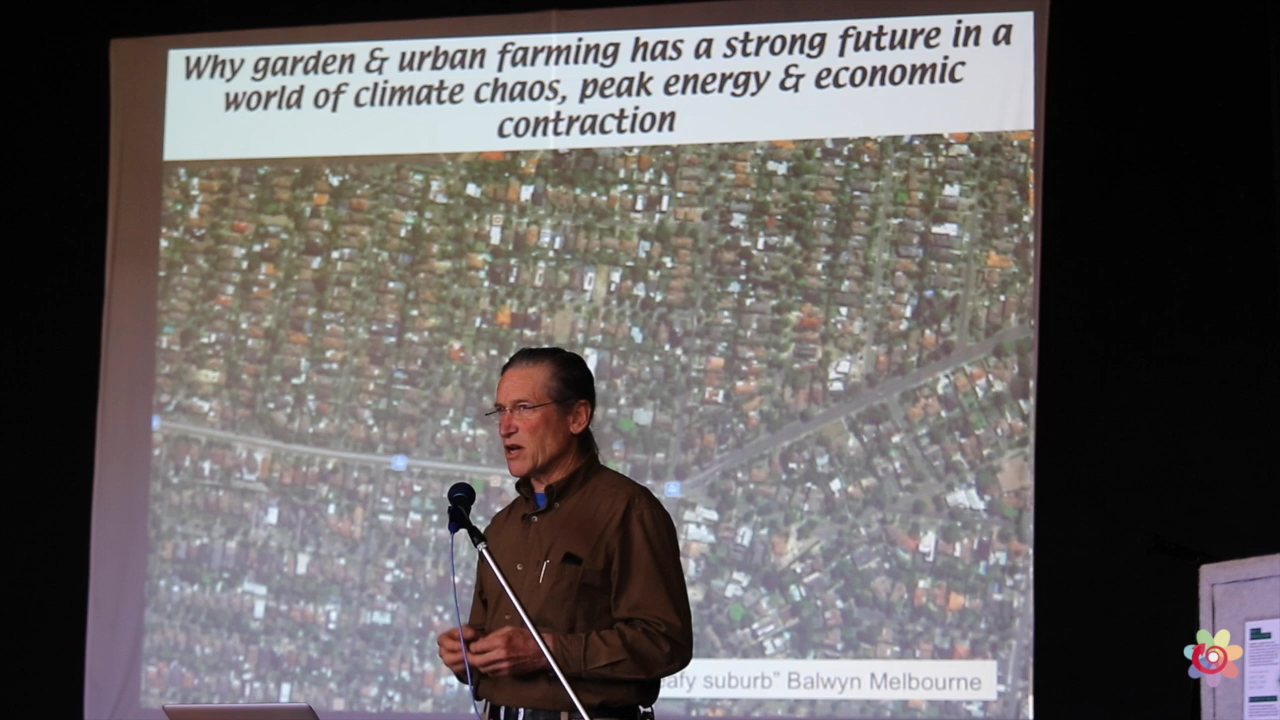 Why garden & urban farming has a strong future in a
world of climate chaos, peak energy & economic
contraction
eafy suburb” Balwyn Melbourne